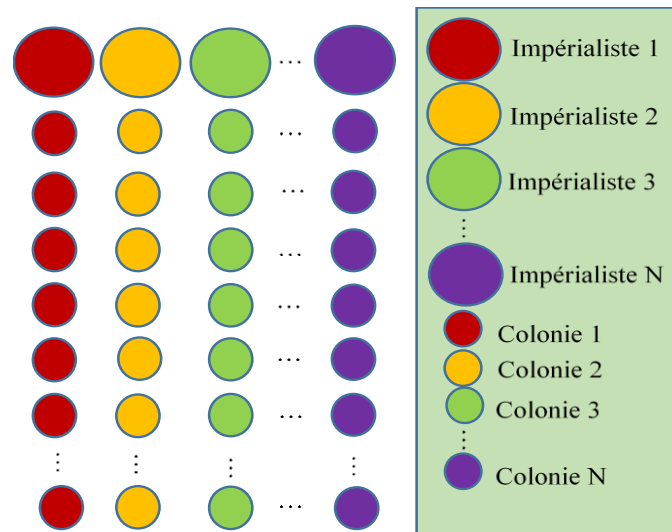 Impérialiste 1
Impérialiste 2
Impérialiste 3
Impérialiste N
Colonie 1
Colonie 2
Colonie 3
Colonie N